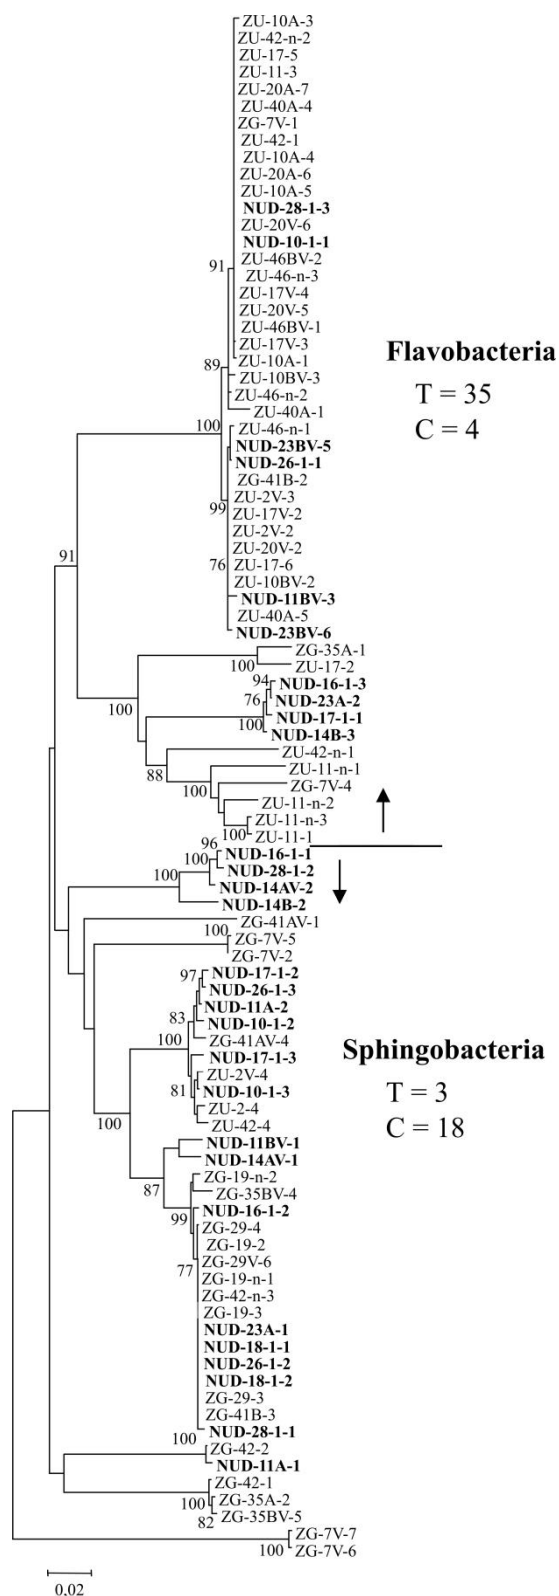 ZU-10A-3
ZU-42-n-2
ZU-17-5
ZU-11-3
ZU-20A-7
ZU-40A-4
ZG-7V-1
ZU-42-1
ZU-10A-4
ZU-20A-6
ZU-10A-5
NUD-28-1-3
ZU-20V-6
NUD-10-1-1
ZU-46BV-2
91
ZU-46-n-3
ZU-17V-4
ZU-20V-5
ZU-46BV-1
ZU-17V-3
Flavobacteria
ZU-10A-1
89
ZU-10BV-3
T = 35
ZU-46-n-2
ZU-40A-1
C = 4
100
ZU-46-n-1
NUD-23BV-5
NUD-26-1-1
ZG-41B-2
ZU-2V-3
99
ZU-17V-2
ZU-2V-2
ZU-20V-2
91
76
ZU-17-6
ZU-10BV-2
NUD-11BV-3
ZU-40A-5
NUD-23BV-6
ZG-35A-1
100
ZU-17-2
94
NUD-16-1-3
76
NUD-23A-2
100
NUD-17-1-1
100
NUD-14B-3
ZU-42-n-1
88
ZU-11-n-1
ZG-7V-4
ZU-11-n-2
ZU-11-n-3
100
ZU-11-1
96
NUD-16-1-1
100
NUD-28-1-2
100
NUD-14AV-2
NUD-14B-2
ZG-41AV-1
100
ZG-7V-5
ZG-7V-2
97
NUD-17-1-2
NUD-26-1-3
NUD-11A-2
83
NUD-10-1-2
100
ZG-41AV-4
Sphingobacteria
NUD-17-1-3
ZU-2V-4
T = 3
81
NUD-10-1-3
ZU-2-4
C = 18
100
ZU-42-4
NUD-11BV-1
NUD-14AV-1
87
ZG-19-n-2
ZG-35BV-4
99
NUD-16-1-2
ZG-29-4
ZG-19-2
77
ZG-29V-6
ZG-19-n-1
ZG-42-n-3
ZG-19-3
NUD-23A-1
NUD-18-1-1
NUD-26-1-2
NUD-18-1-2
ZG-29-3
ZG-41B-3
NUD-28-1-1
100
ZG-42-2
NUD-11A-1
ZG-42-1
100
ZG-35A-2
82
ZG-35BV-5
ZG-7V-7
100
ZG-7V-6
0,02